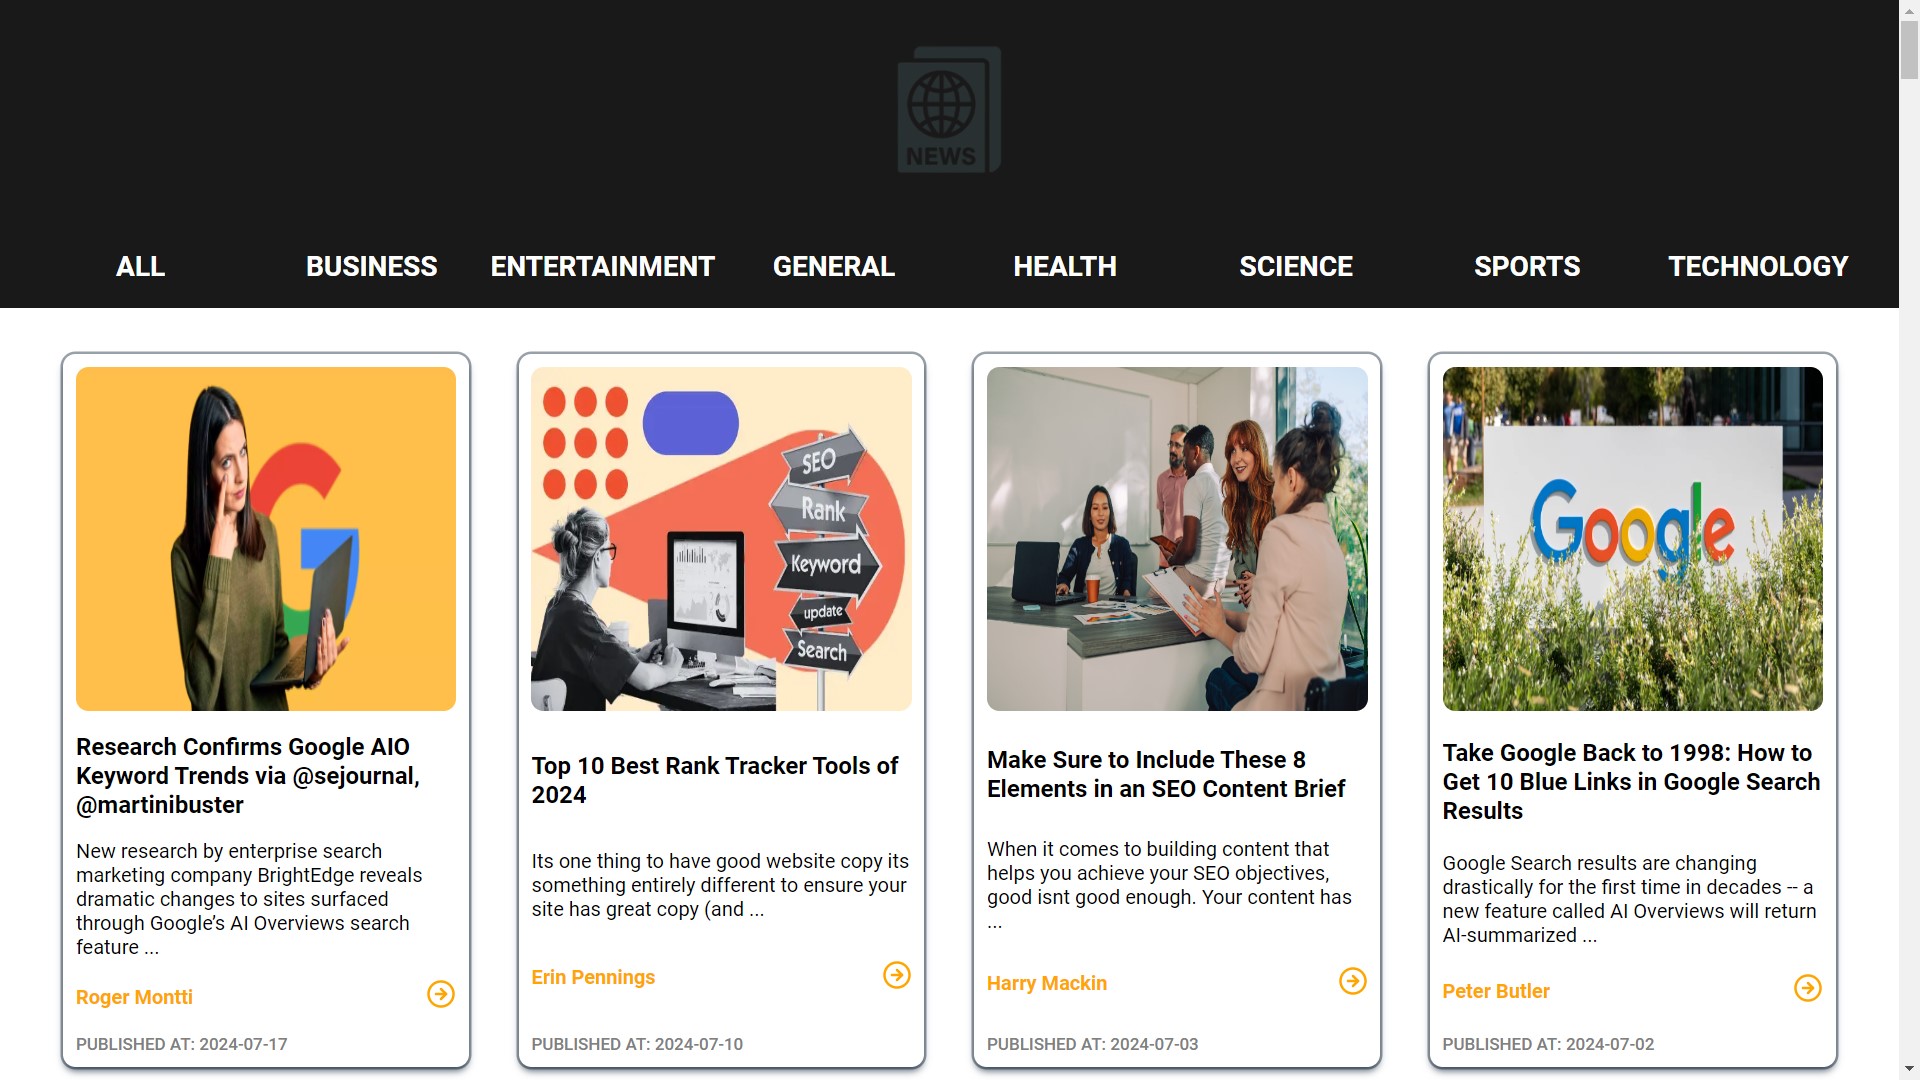 NEWS
ALL BUSINESS ENTERTAINMENT GENERAL HEALTH SCIENCE SPORTS TECHNOLOGY
SEO
Rank
Keyword
update
Search
Google
Research Confirms Google AIO
Keyword Trends via @sejournal,
@martinibuster
New research by enterprise search
marketing company BrightEdge reveals
dramatic changes to sites surfaced
through Google’s AI Overviews search
feature ...
Roger Montti
PUBLISHED AT: 2024-07-17
Top 10 Best Rank Tracker Tools of
2024
Its one thing to have good website copy its
something entirely different to ensure your
site has great copy (and ...
Erin Pennings
PUBLISHED AT: 2024-07-10
Make Sure to Include These 8
Elements in an SEO Content Brief
When it comes to building content that
helps you achieve your SEO objectives,
good isnt good enough. Your content has
...
Harry Mackin
PUBLISHED AT: 2024-07-03
Take Google Back to 1998: How to
Get 10 Blue Links in Google Search
Results
Google Search results are changing
drastically for the first time in decades -- a
new feature called AI Overviews will return
AI-summarized ...
Peter Butler
PUBLISHED AT: 2024-07-02